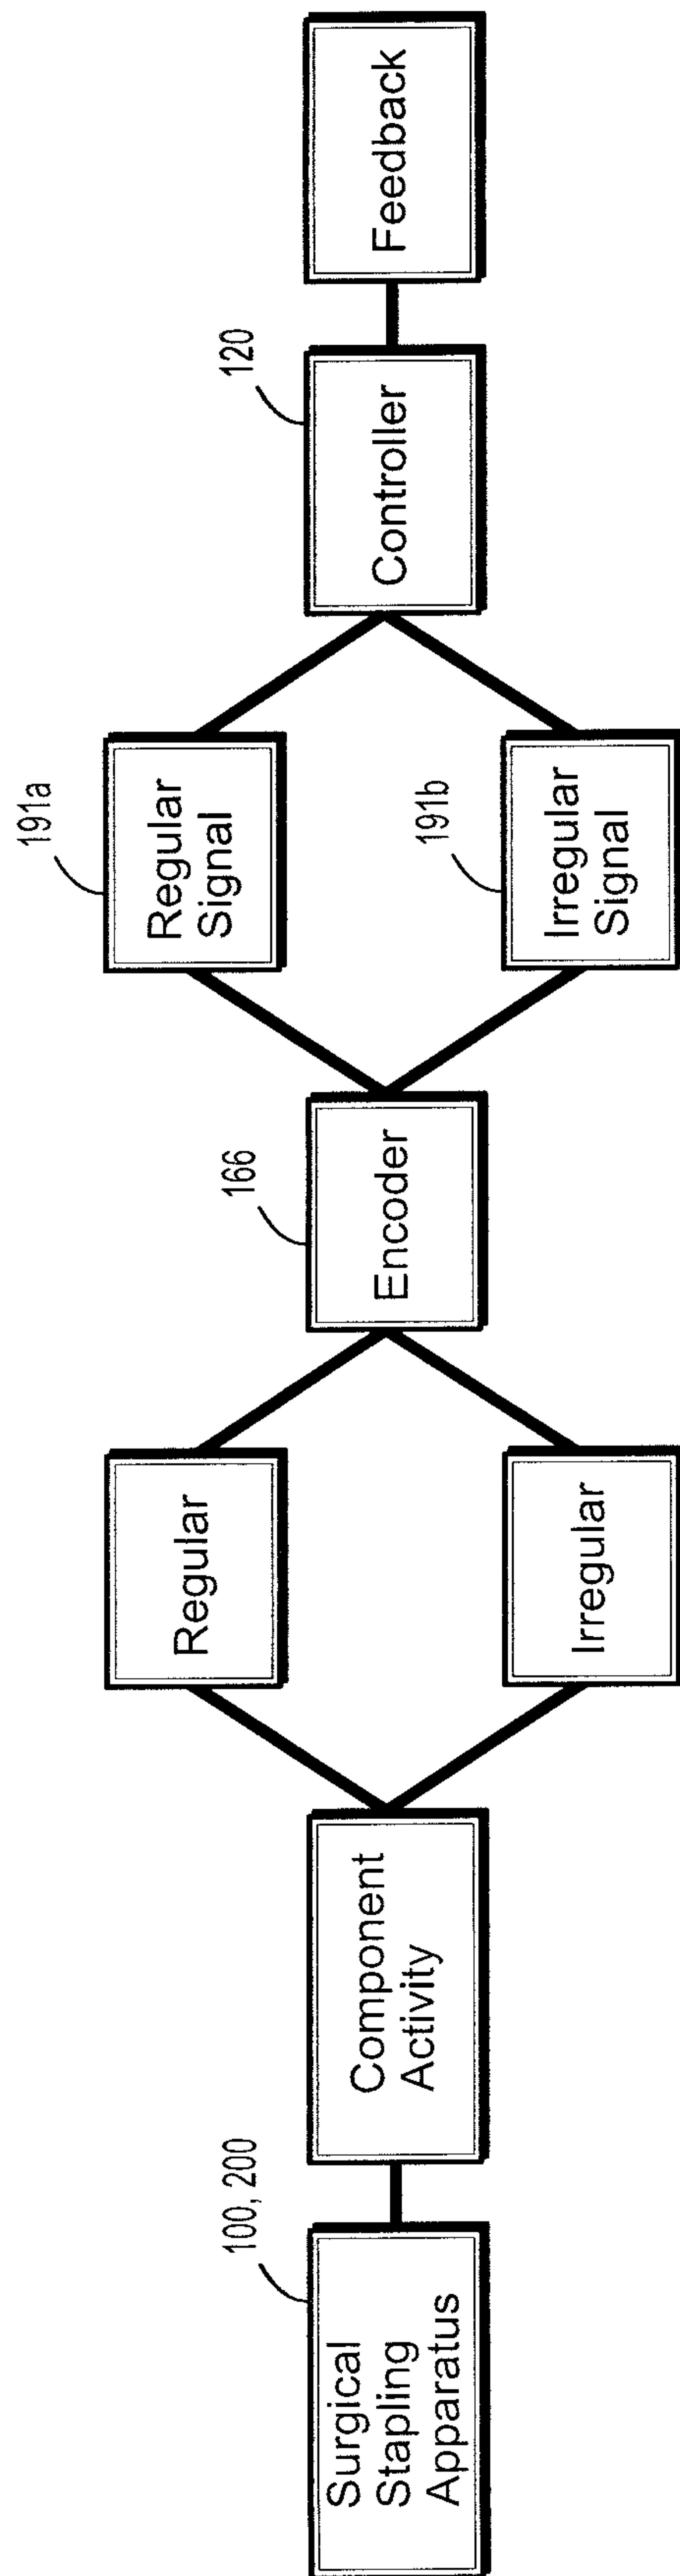 100, 200
Surgical
Stapling
Apparatus
Component
Activity
Regular
Irregular
166
Encoder
191a
Regular
Signal
191b
Irregular
Signal
120
Controller
Feedback